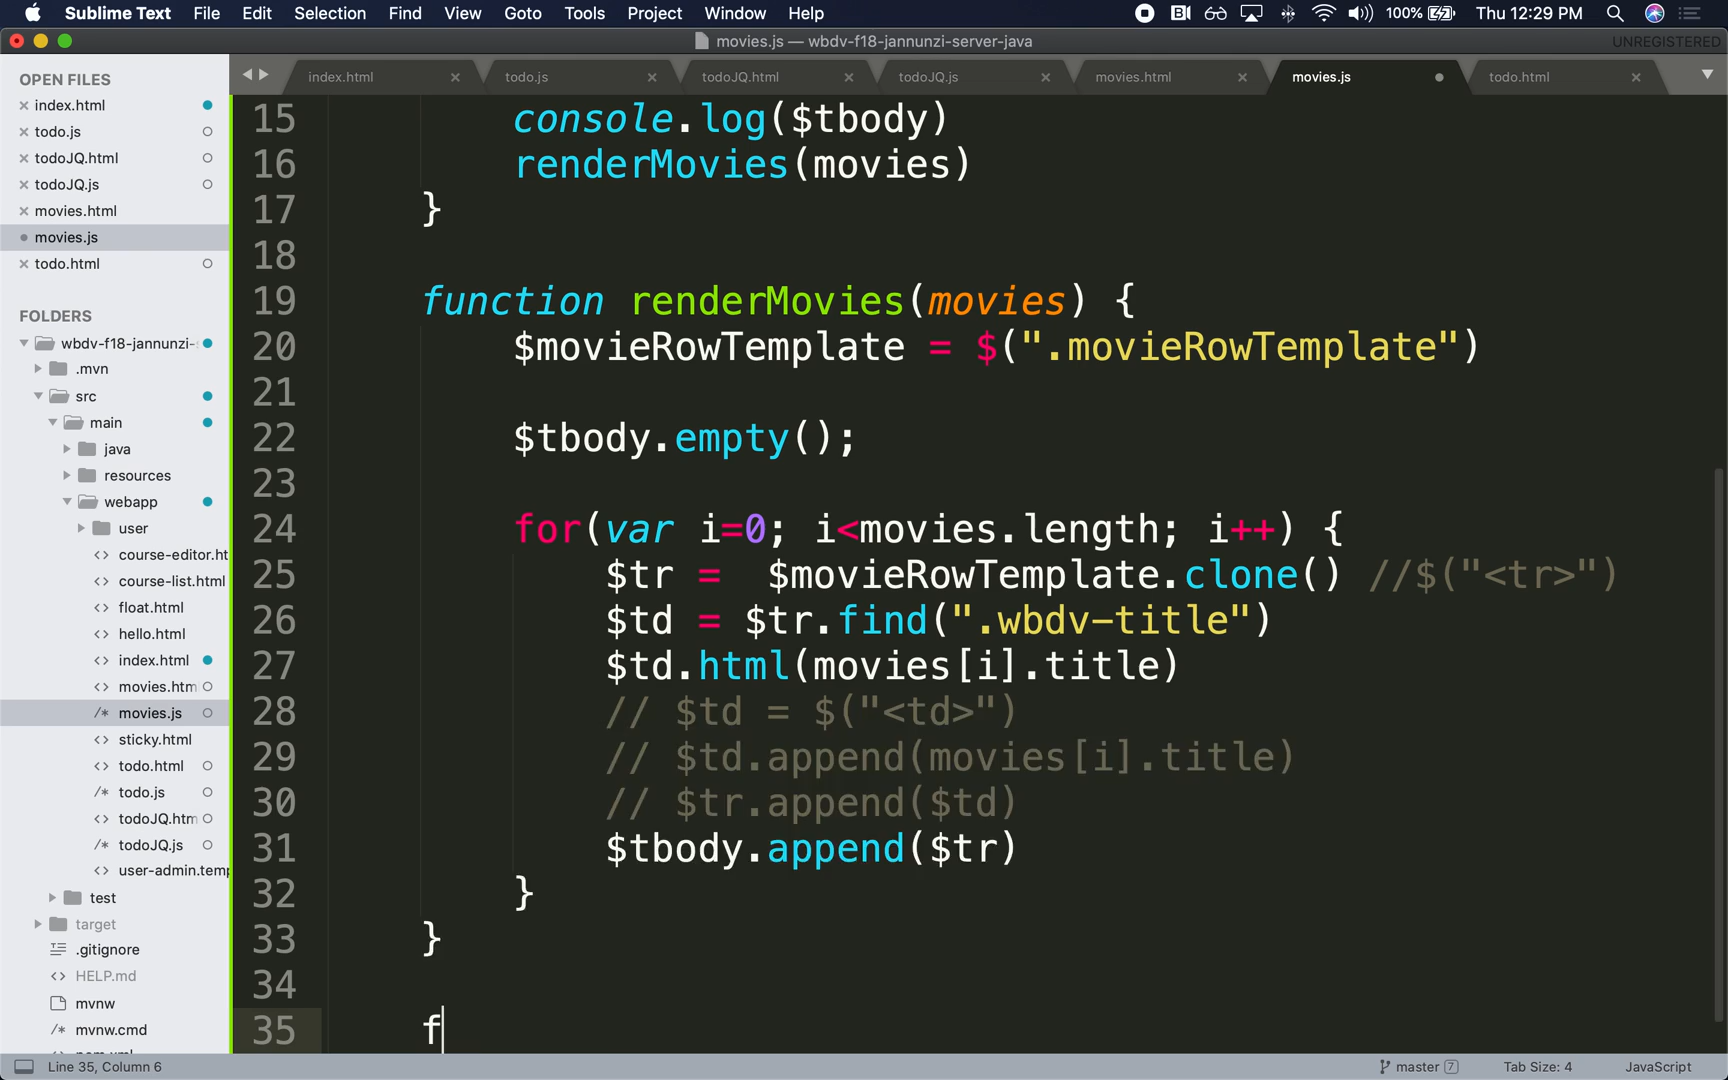 Sublime Text File Edit Selection Find View Goto Tools Project Window Help 100% Thu 12:29 PM
movies.js — wbdv-f18-jannunzi-server-java UNREGISTERED
OPEN FILES
index.html
todo.js
todoJQ.html
todoJQ.js
movies.html
movies.js
todo.html
FOLDERS
wbdv-f18-jannunzi-
.mvn
src
main
java
resources
webapp
user
course-editor.ht
course-list.html
float.html
hello.html
index.html
movies.htm
movies.js
sticky.html
todo.html
todo.js
todoJQ.htm
todoJQ.js
user-admin.temp
test
target
.gitignore
HELP.md
mvnw
mvnw.cmd
index.html todo.js todoJQ.html todoJQ.js movies.html movies.js todo.html
15 console.log($tbody)
16 renderMovies(movies)
17 }
18
19 function renderMovies(movies) {
20 $movieRowTemplate = $(".movieRowTemplate")
21
22 $tbody.empty();
23
24 for(var i=0; i<movies.length; i++) {
25 $tr =  $movieRowTemplate.clone() //$("<tr>")
26 $td = $tr.find(".wbdv-title")
27 $td.html(movies[i].title)
28 // $td = $("<td>")
29 // $td.append(movies[i].title)
30 // $tr.append($td)
31 $tbody.append($tr)
32 }
33 }
34
35 f
Line 35, Column 6 master 7 Tab Size: 4 JavaScript